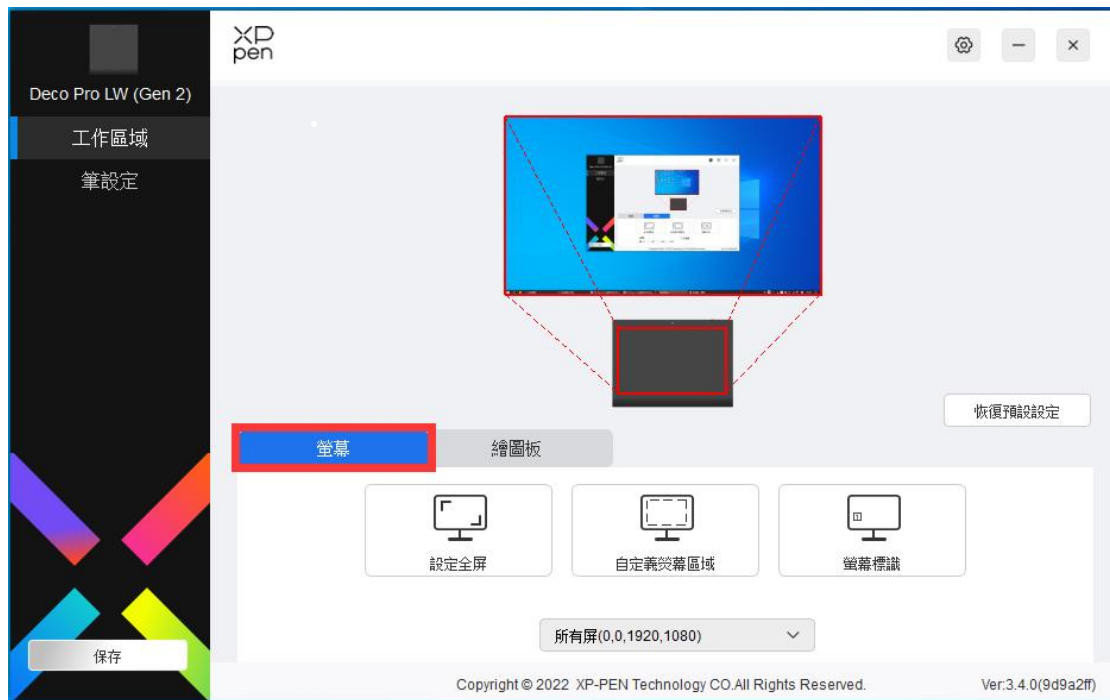 XP
pen
Deco Pro LW (Gen 2)
工作區域
筆設定
恢復預設設定
螢幕
繪圖板
設定全屏
自定義熒幕區域
螢幕標識
1
所有屏(0,0,1920,1080)
保存
Copyright © 2022 XP-PEN Technology CO.All Rights Reserved.
Ver:3.4.0(9d9a2ff)